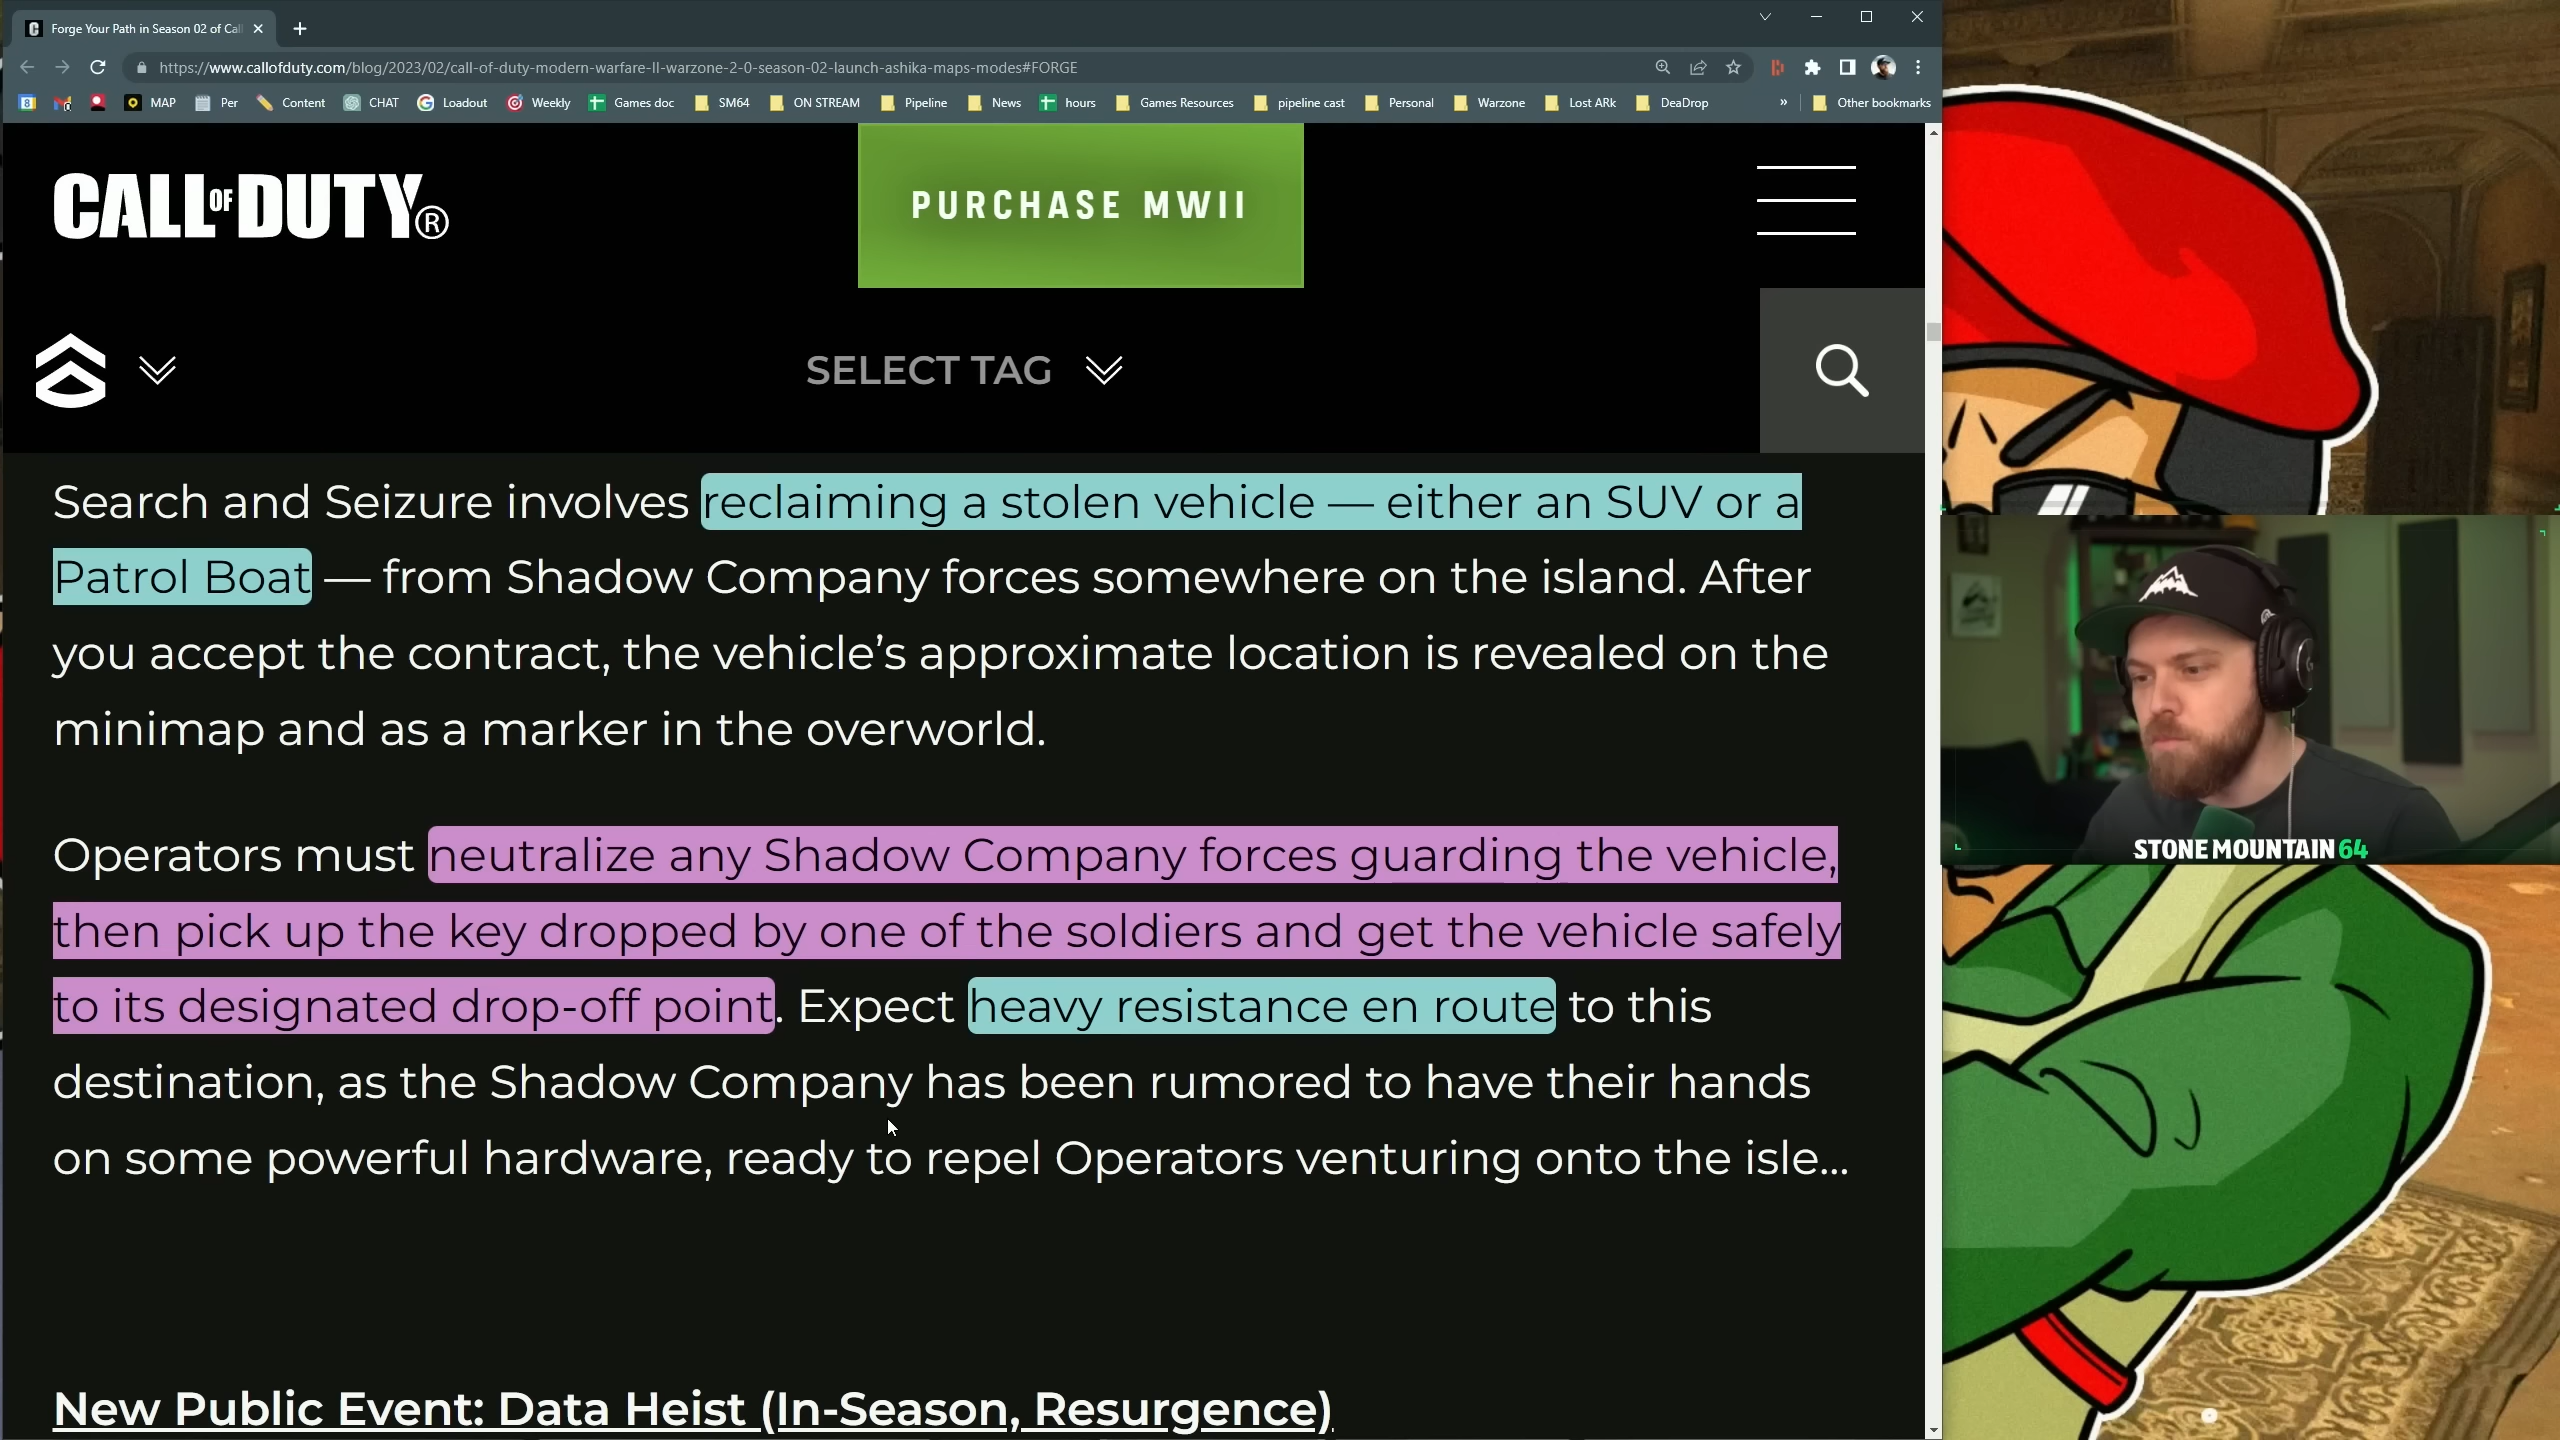 Forge Your Path in Season 02 of Cal
https://www.callofduty.com/blog/2023/02/call-of-duty-modern-warfare-II-warzone-2-0-season-02-launch-ashika-maps-modes#FORGE
MAP Per Content CHAT Loadout Weekly Games doc SM64 ON STREAM Pipeline News hours Games Resources pipeline cast Personal Warzone Lost ARk DeaDrop » Other bookmarks
CALL OF DUTY®
PURCHASE MWII
SELECT TAG
Search and Seizure involves reclaiming a stolen vehicle — either an SUV or a
Patrol Boat — from Shadow Company forces somewhere on the island. After
you accept the contract, the vehicle’s approximate location is revealed on the
minimap and as a marker in the overworld.
Operators must neutralize any Shadow Company forces guarding the vehicle,
then pick up the key dropped by one of the soldiers and get the vehicle safely
to its designated drop-off point. Expect heavy resistance en route to this
destination, as the Shadow Company has been rumored to have their hands
on some powerful hardware, ready to repel Operators venturing onto the isle…
New Public Event: Data Heist (In-Season, Resurgence)
STONE MOUNTAIN 64